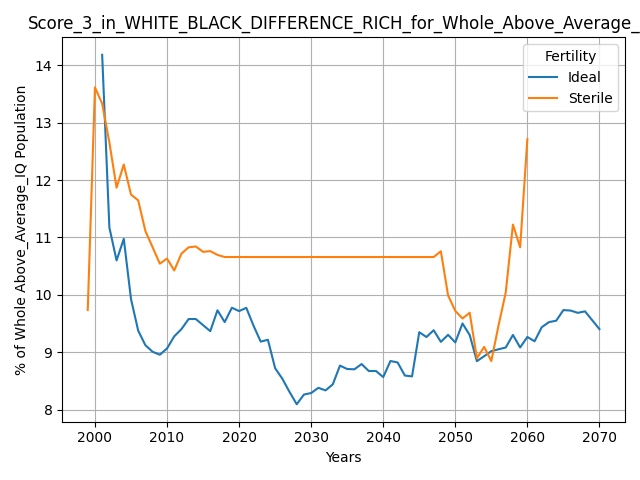 Score_3_in_WHITE_BLACK_DIFFERENCE_RICH_for_Whole_Above_Average_
Fertility
Ideal
Sterile
% of Whole Above_Average_IQ Population
14
13
12
11
10
9
8
2000 2010 2020 2030 2040 2050 2060 2070
Years